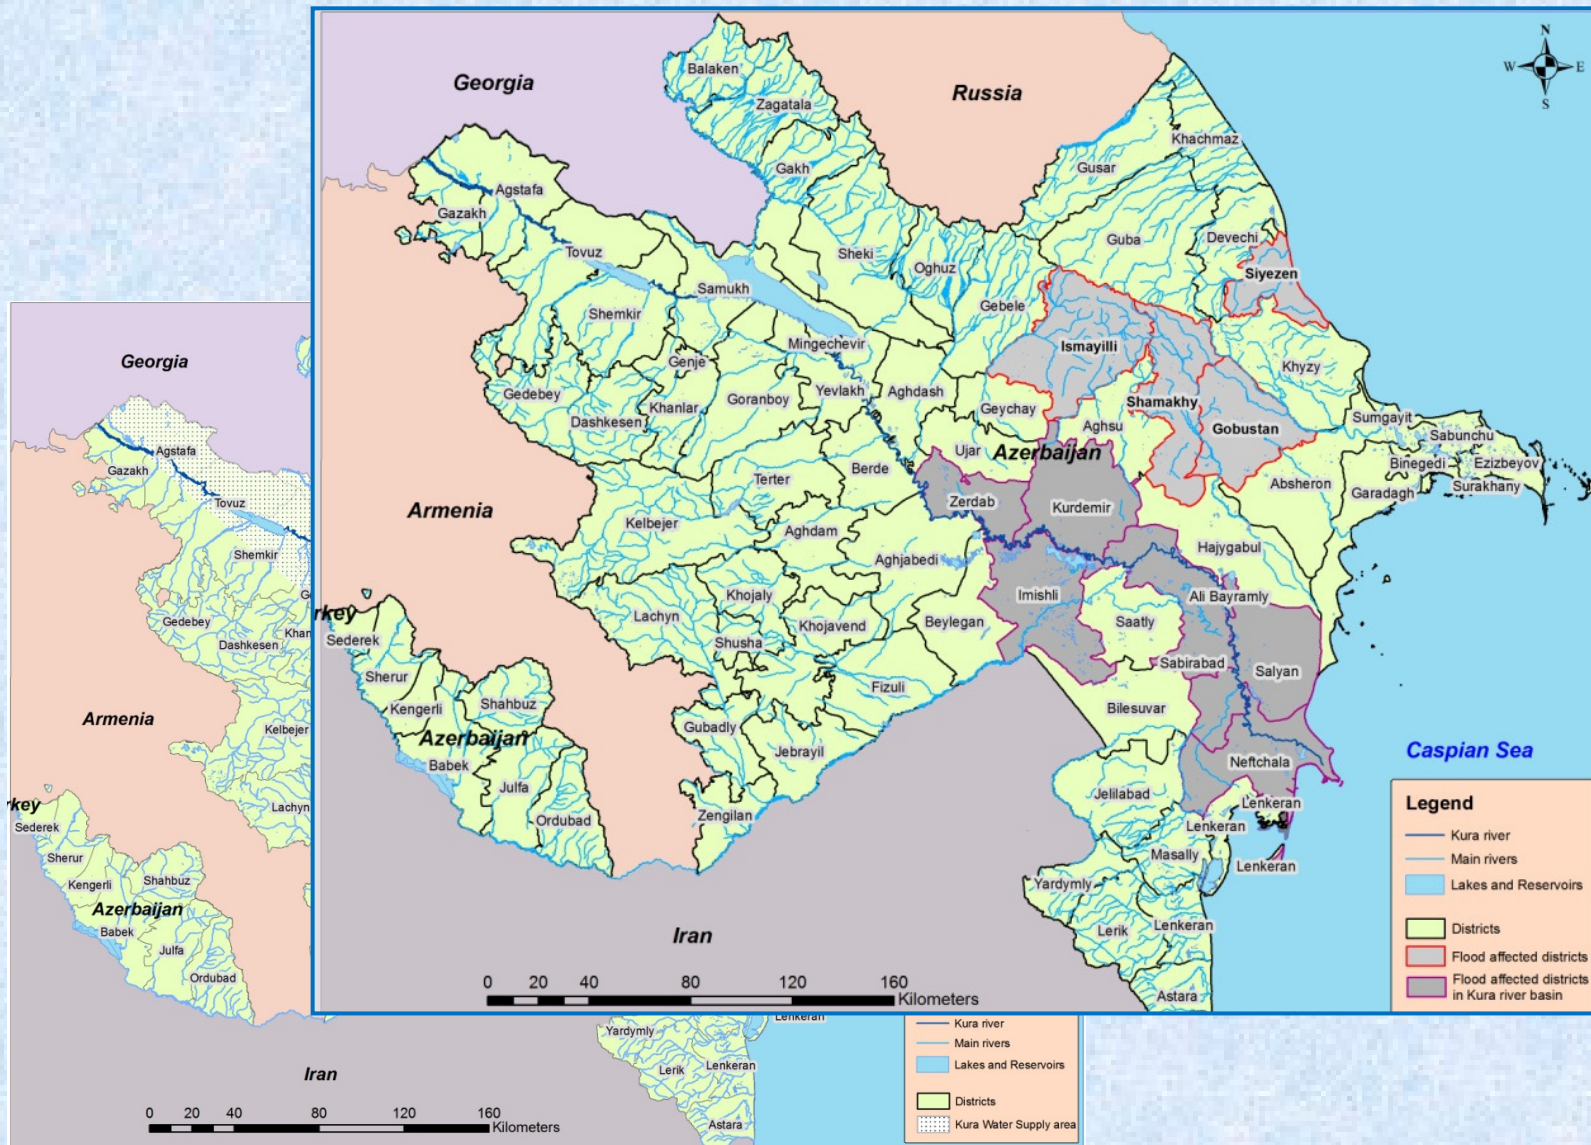 Georgia
Russia
N
W
E
S
Balaken
Zagatala
Khachmaz
Gakh
Gusar
Agstafa
Gazakh
Guba
Devechi
Tovuz
Sheki
Oghuz
Siyezen
Samukh
Gebele
Shemkir
Mingechevir
Ismayilli
Genje
Khyzy
Gedebey
Goranboy
Yevlakh
Aghdash
Khanlar
Geychay
Shamakhy
Dashkesen
Aghsu
Gobustan
Sumgayit
Sabunchu
Ujar
Azerbaijan
Binegedi
Ezizbeyov
Berde
Terter
Absheron
Garadagh
Surakhany
Armenia
Zerdab
Kurdemir
Kelbejer
Aghdam
Hajygabul
Aghjabedi
Khojaly
Imishli
Ali Bayramly
Lachyn
Khojavend
Beylegan
Saatly
Shusha
Sabirabad
Salyan
rkey
Sederek
Sherur
Fizuli
Kengerli
Shahbuz
Bilesuvar
Gubadly
Azerbaijan
Jebrayil
Babek
Neftchala
Caspian Sea
Julfa
Jelilabad
Ordubad
Zengilan
Lenkeran
Lenkeran
Masally
Lenkeran
Yardymly
Lerik
Lenkeran
Iran
Astara
0 20 40 80 120 160
Kilometers
Legend
Kura river
Main rivers
Lakes and Reservoirs
Districts
Flood affected districts
Flood affected districts
in Kura river basin
Georgia
Agstafa
Gazakh
Tovuz
Shemkir
Gedebey
Dashkesen
Khan
Armenia
Kelbejer
Lachyn
rkey
Sederek
Sherur
Kengerli
Shahbuz
Azerbaijan
Babek
Julfa
Ordubad
Iran
0 20 40 80 120 160
Kilometers
Lenkeran
Yardymly
Lerik
Lenkeran
Astara
Kura river
Main rivers
Lakes and Reservoirs
Districts
Kura Water Supply area